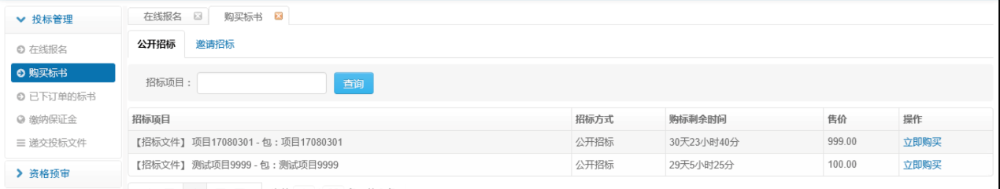 投标管理
在线报名
购买标书
已下订单的标书
缴纳保证金
递交投标文件
资格预审
在线报名 购买标书
公开招标 邀请招标
招标项目： 查询
招标项目 招标方式 购标剩余时间 售价 操作
【招标文件】 项目17080301 - 包：项目17080301 公开招标 30天23小时40分 999.00 立即购买
【招标文件】 测试项目9999 - 包：测试项目9999 公开招标 29天5小时25分 100.00 立即购买